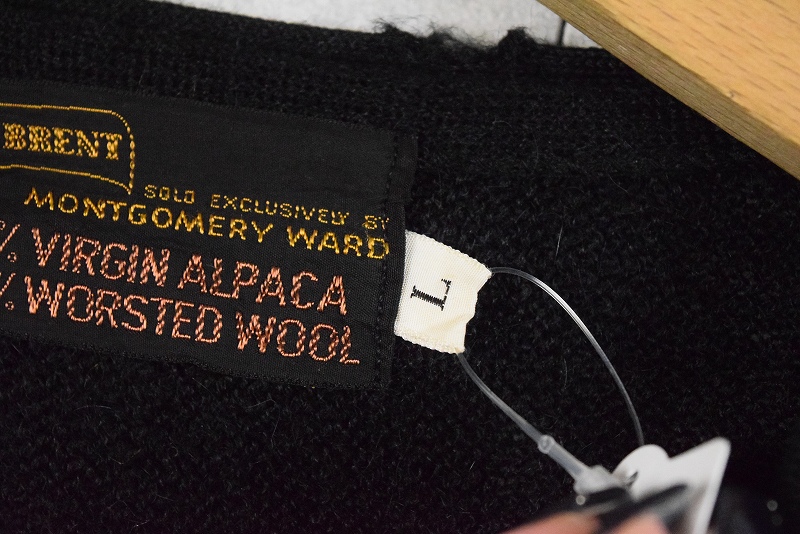 BRENT
SOLD EXCLUSIVELY BY
MONTGOMERY WARD
% VIRGIN ALPACA
% WORSTED WOOL
L